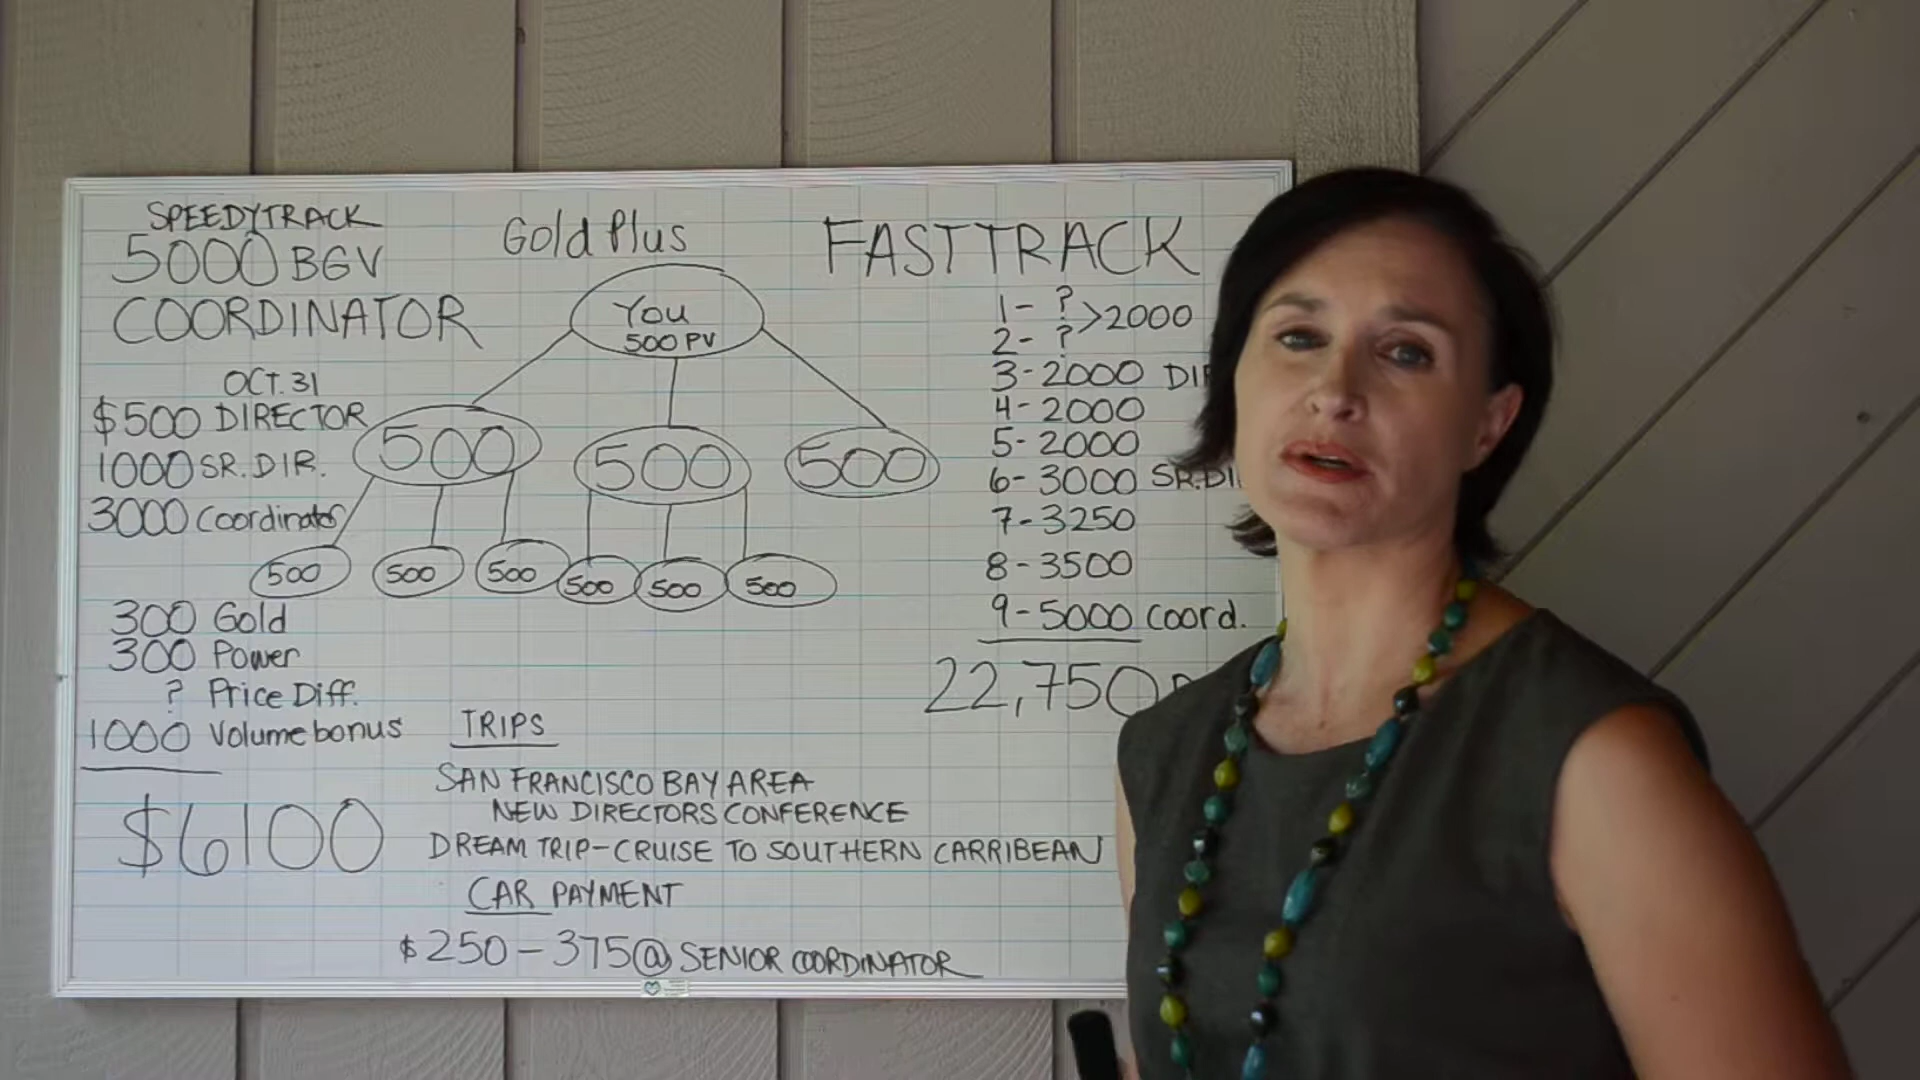 SPEEDYTRACK
5000 BGV
COORDINATOR
OCT. 31
$500 DIRECTOR
1000 SR. DIR.
3000 Coordinator
300 Gold
300 Power
? Price Diff.
1000 Volume bonus
$6100
Gold Plus
You
500 PV
500 500 500
500 500 500 500 500 500
TRIPS
SAN FRANCISCO BAY AREA
NEW DIRECTORS CONFERENCE
DREAM TRIP-CRUISE TO SOUTHERN CARRIBEAN
CAR PAYMENT
$250-375@ SENIOR COORDINATOR
FASTTRACK
1- ? >2000
2- ?
3-2000
4-2000
5-2000
6-3000 SR.DI
7-3250
8-3500
9-5000 Coord.
22,750